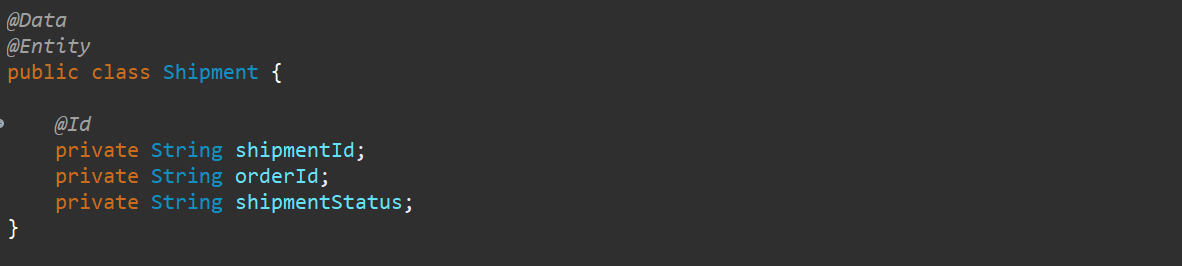 @Data
@Entity
public class Shipment {
@Id
private String shipmentId;
private String orderId;
private String shipmentStatus;
}